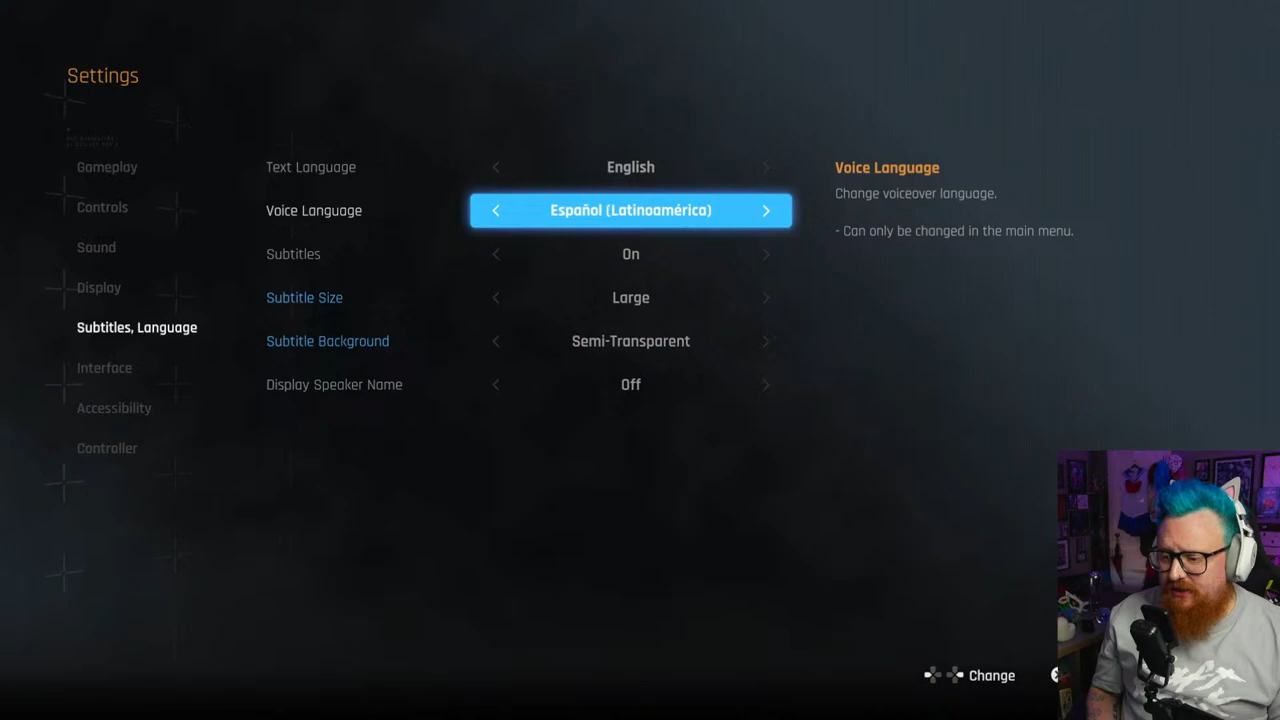 Settings
Gameplay
Controls
Sound
Display
Subtitles, Language
Interface
Accessibility
Controller
Text Language
English
Voice Language
Español (Latinoamérica)
Subtitles
On
Subtitle Size
Large
Subtitle Background
Semi-Transparent
Display Speaker Name
Off
Voice Language
Change voiceover language.
- Can only be changed in the main menu.
Change